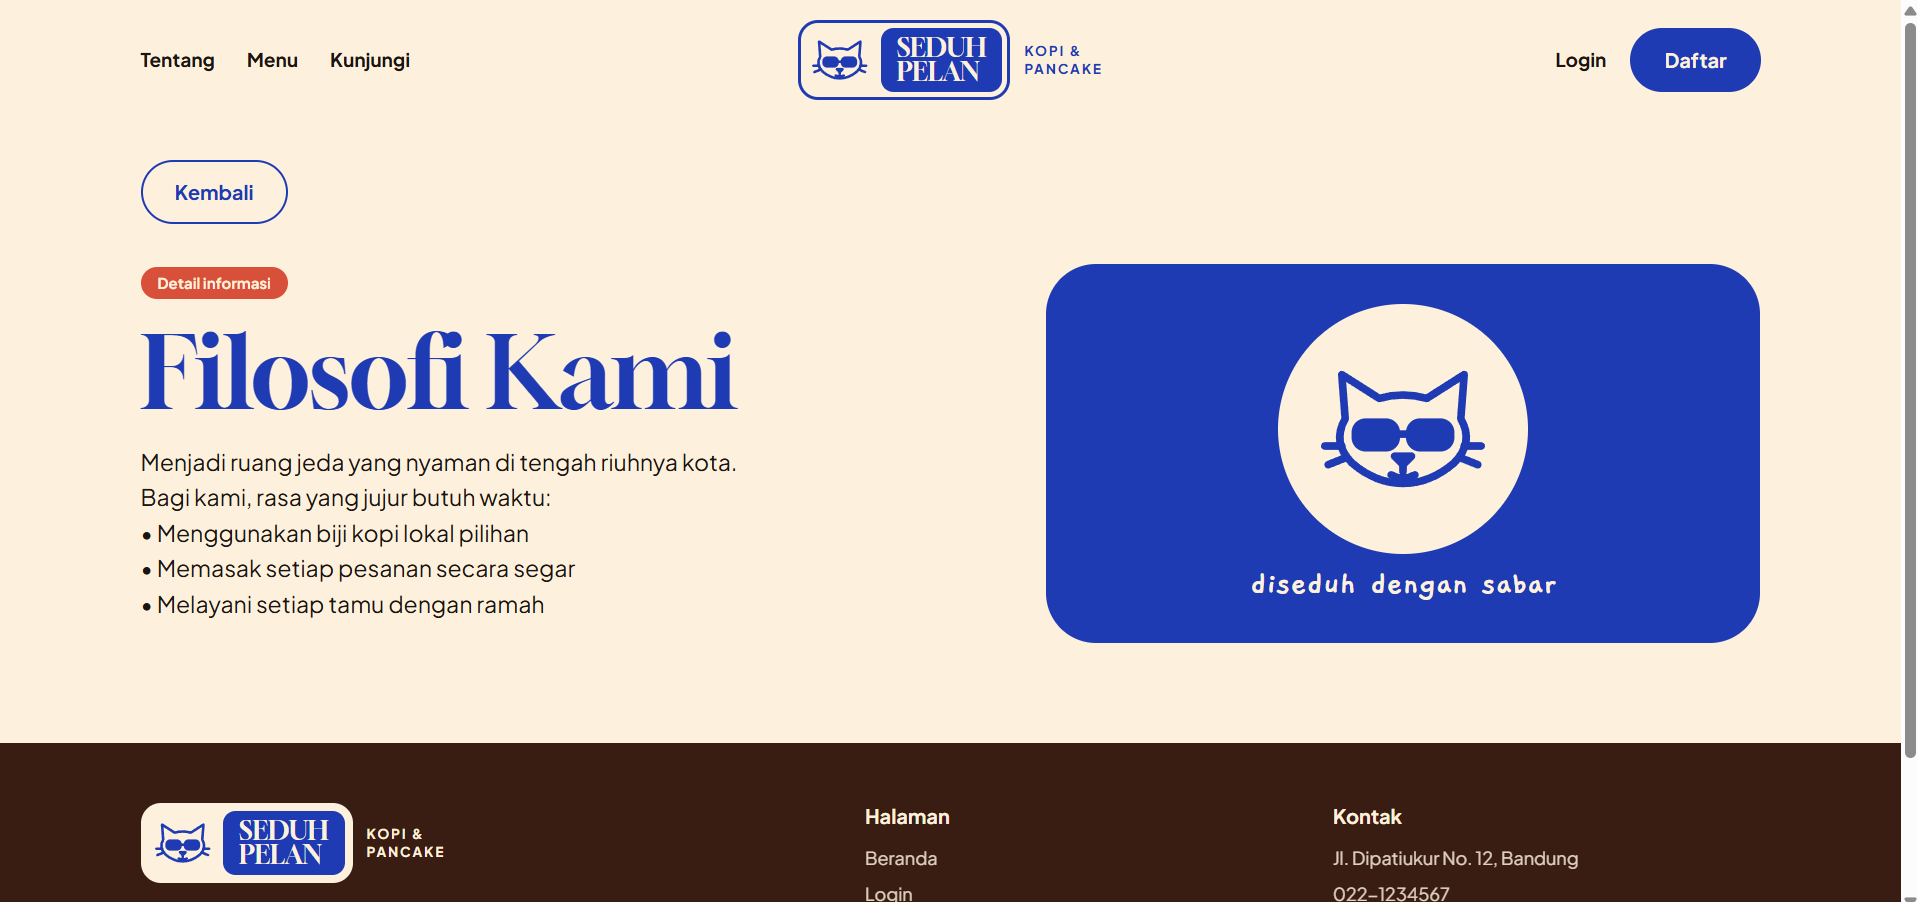 Tentang Menu Kunjungi
SEDUH
PELAN
KOPI &
PANCAKE
Login
Daftar
Kembali
Detail informasi
Filosofi Kami
Menjadi ruang jeda yang nyaman di tengah riuhnya kota.
Bagi kami, rasa yang jujur butuh waktu:
• Menggunakan biji kopi lokal pilihan
• Memasak setiap pesanan secara segar
• Melayani setiap tamu dengan ramah
diseduh dengan sabar
SEDUH
PELAN
KOPI &
PANCAKE
Halaman
Beranda
Login
Kontak
Jl. Dipatiukur No. 12, Bandung
022-1234567